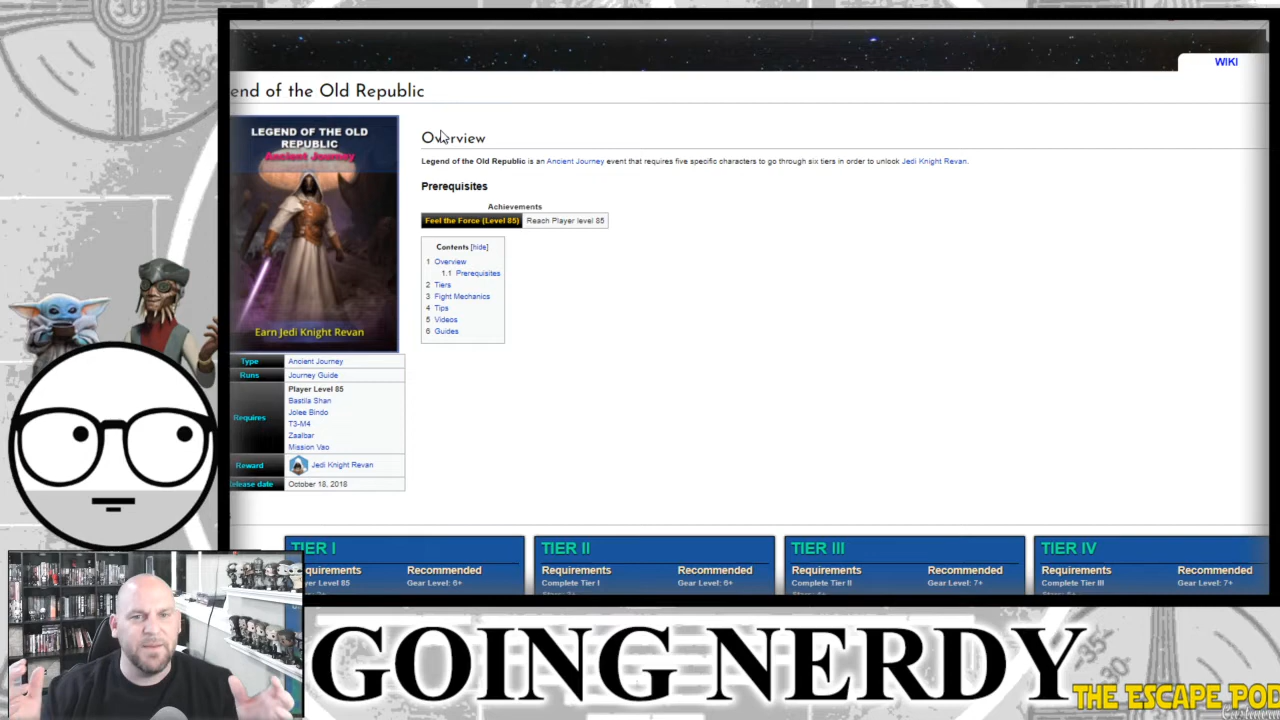 WIKI
end of the Old Republic
LEGEND OF THE OLD
REPUBLIC
Ancient Journey
Earn Jedi Knight Revan
Type Ancient Journey
Runs Journey Guide
Requires
Player Level 85
Bastila Shan
Jolee Bindo
T3-M4
Zaalbar
Mission Vao
Reward Jedi Knight Revan
elease date October 18, 2018
Overview
Legend of the Old Republic is an Ancient Journey event that requires five specific characters to go through six tiers in order to unlock Jedi Knight Revan.
Prerequisites
Achievements
Feel the Force (Level 85) Reach Player level 85
Contents [hide]
1 Overview
1.1 Prerequisites
2 Tiers
3 Fight Mechanics
4 Tips
5 Videos
6 Guides
TIER I
quirements Recommended
yer Level 85 Gear Level: 6+
TIER II
Requirements Recommended
Complete Tier I Gear Level: 6+
TIER III
Requirements Recommended
Complete Tier II Gear Level: 7+
TIER IV
Requirements Recommended
Complete Tier III Gear Level: 7+
GOING NERDY
THE ESCAPE POD